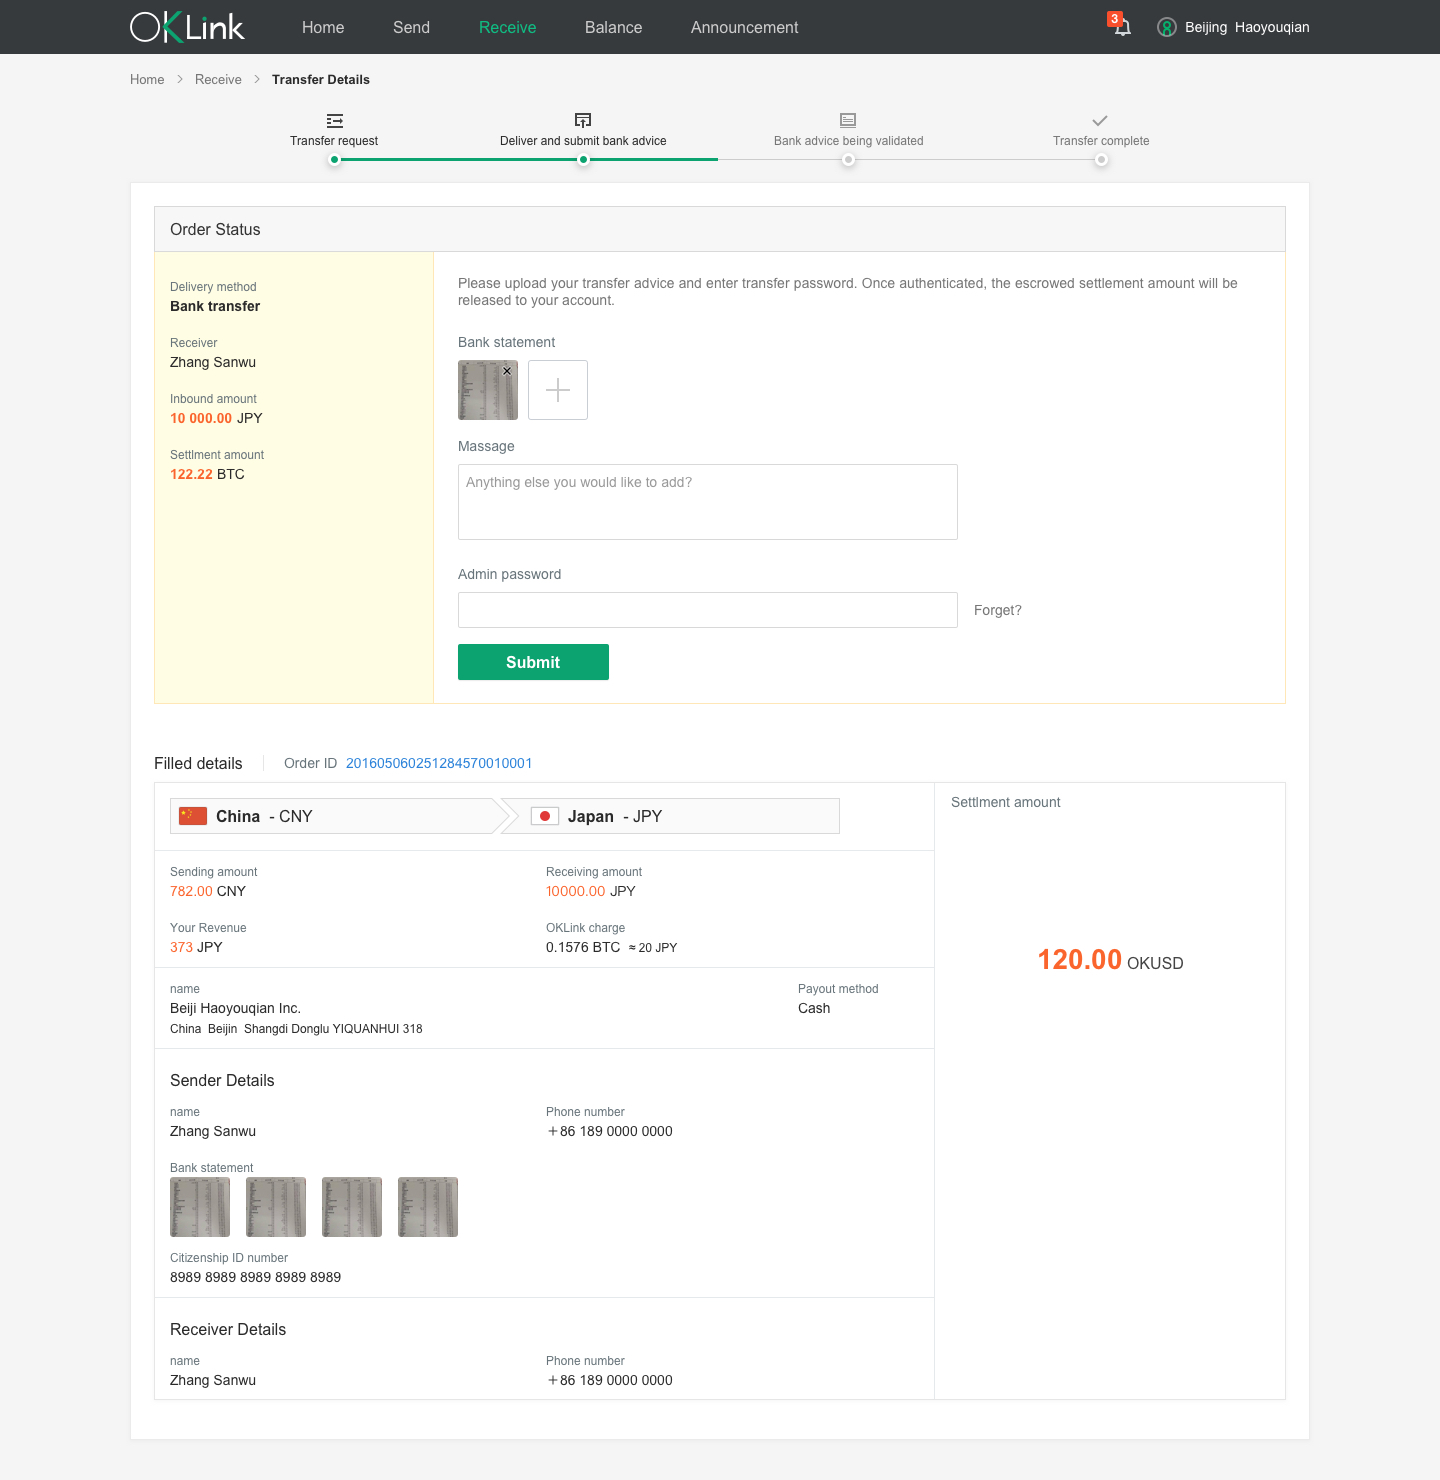 OKLink
Home
Send
Receive
Balance
Announcement
3
Beijing Haoyouqian
Home > Receive > Transfer Details
Transfer request
Deliver and submit bank advice
Bank advice being validated
Transfer complete
Order Status
Delivery method
Bank transfer
Receiver
Zhang Sanwu
Inbound amount
10 000.00 JPY
Settlment amount
122.22 BTC
Please upload your transfer advice and enter transfer password. Once authenticated, the escrowed settlement amount will be
released to your account.
Bank statement
Massage
Anything else you would like to add?
Admin password
Forget?
Submit
Filled details
Order ID 201605060251284570010001
China - CNY
Japan - JPY
Sending amount
782.00 CNY
Receiving amount
10000.00 JPY
Your Revenue
373 JPY
OKLink charge
0.1576 BTC ≈ 20 JPY
name
Beiji Haoyouqian Inc.
China Beijin Shangdi Donglu YIQUANHUI 318
Payout method
Cash
Sender Details
name
Zhang Sanwu
Phone number
+86 189 0000 0000
Bank statement
Citizenship ID number
8989 8989 8989 8989 8989
Receiver Details
name
Zhang Sanwu
Phone number
+86 189 0000 0000
Settlment amount
120.00 OKUSD